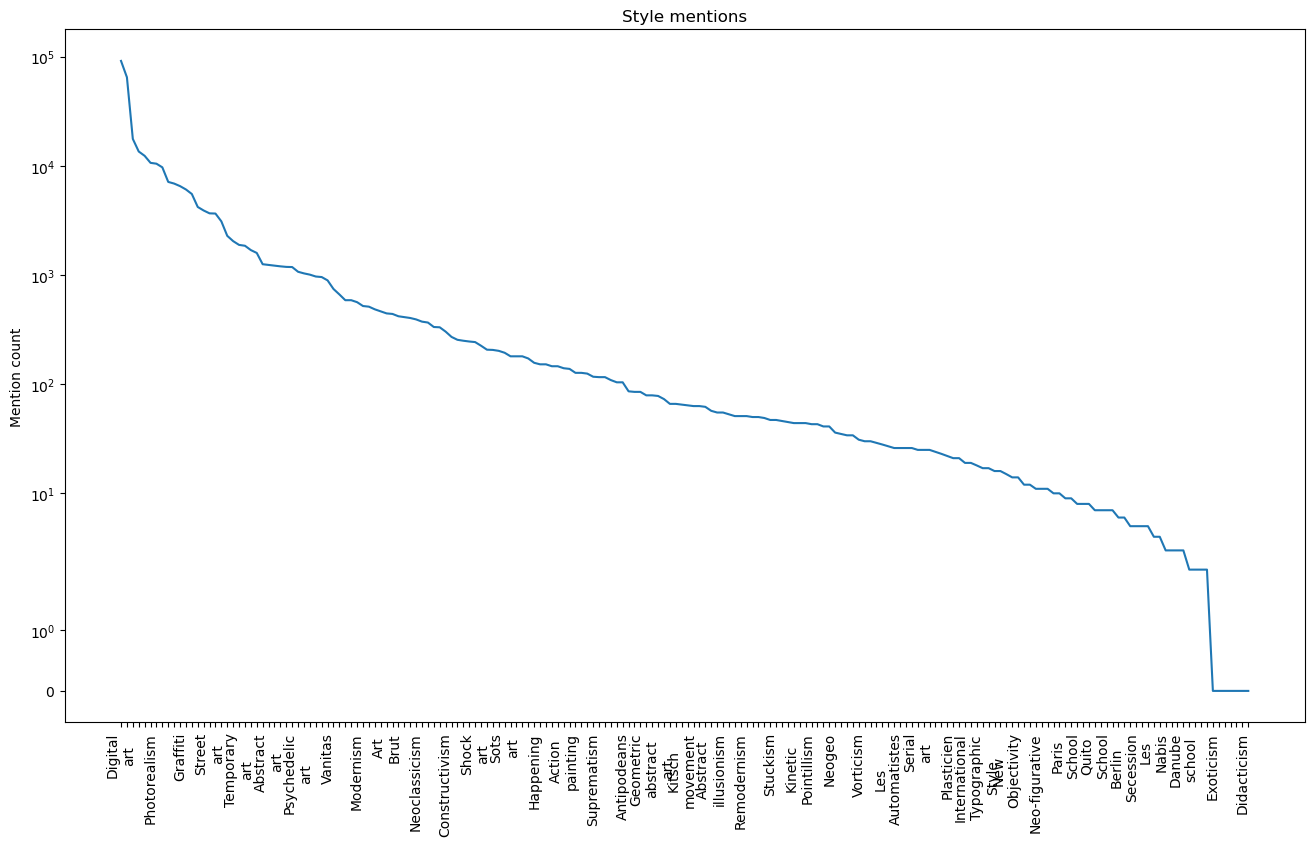 Style mentions
Mention count
10^5
10^4
10^3
10^2
10^1
10^0
0
Digital
art
Photorealism
Graffiti
Street
art
Temporary
art
Abstract
art
Psychedelic
art
Vanitas
Modernism
Art
Brut
Neoclassicism
Constructivism
Shock
art
Sots
art
Happening
Action
painting
Suprematism
Antipodeans
Geometric
abstract
art
Kitsch
movement
Abstract
illusionism
Remodernism
Stuckism
Kinetic
Pointillism
Neogeo
Vorticism
Les
Automatistes
Serial
art
Plasticien
International
Typographic
Style
New
Objectivity
Neo-figurative
Paris
School
Quito
School
Berlin
Secession
Les
Nabis
Danube
school
Exoticism
Didacticism